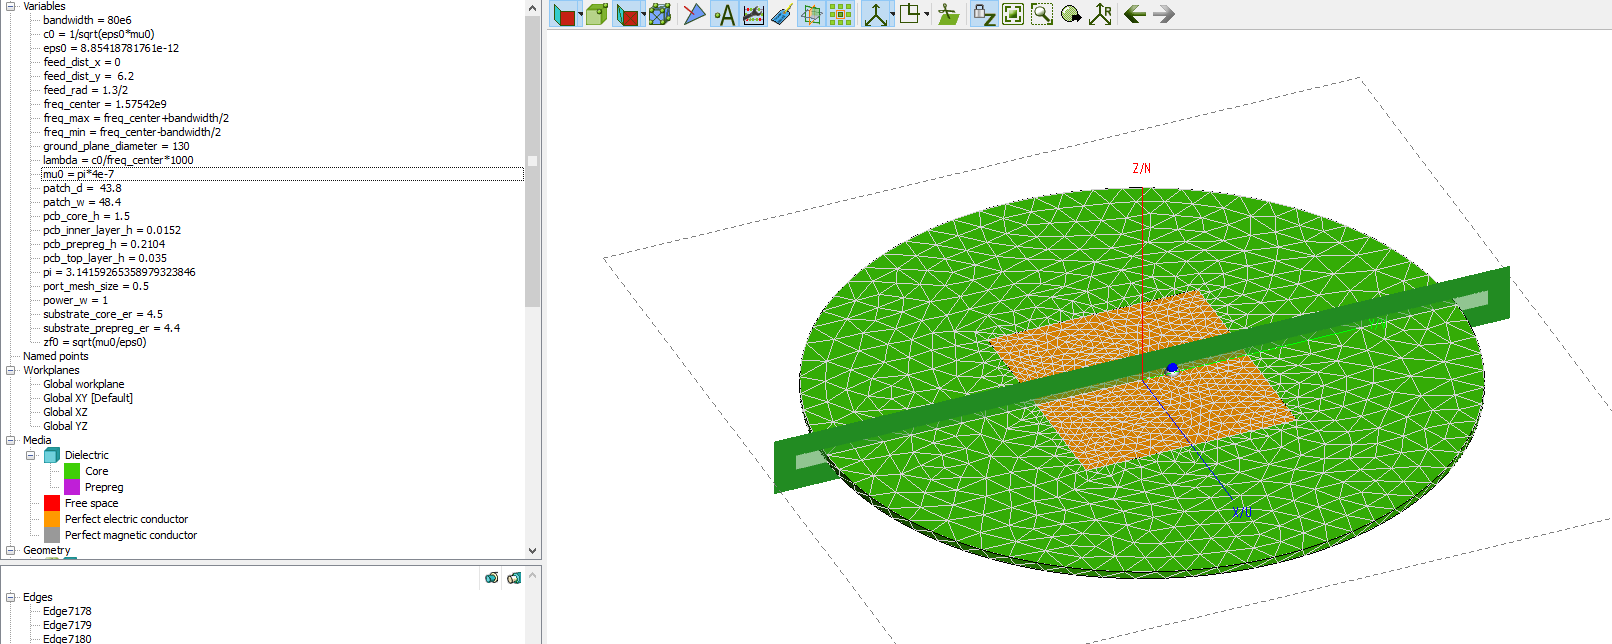 Variables
bandwidth = 80e6
c0 = 1/sqrt(eps0*mu0)
eps0 = 8.85418781761e-12
feed_dist_x = 0
feed_dist_y = 6.2
feed_rad = 1.3/2
freq_center = 1.57542e9
freq_max = freq_center+bandwidth/2
freq_min = freq_center-bandwidth/2
ground_plane_diameter = 130
lambda = c0/freq_center*1000
mu0 = pi*4e-7
patch_d = 43.8
patch_w = 48.4
pcb_core_h = 1.5
pcb_inner_layer_h = 0.0152
pcb_prepreg_h = 0.2104
pcb_top_layer_h = 0.035
pi = 3.14159265358979323846
port_mesh_size = 0.5
power_w = 1
substrate_core_er = 4.5
substrate_prepreg_er = 4.4
zf0 = sqrt(mu0/eps0)
Named points
Workplanes
Global workplane
Global XY [Default]
Global XZ
Global YZ
Media
Dielectric
Core
Prepreg
Free space
Perfect electric conductor
Perfect magnetic conductor
Geometry
Edges
Edge7178
Edge7179
Edge7180
A
Z
R
Z/N
X/U